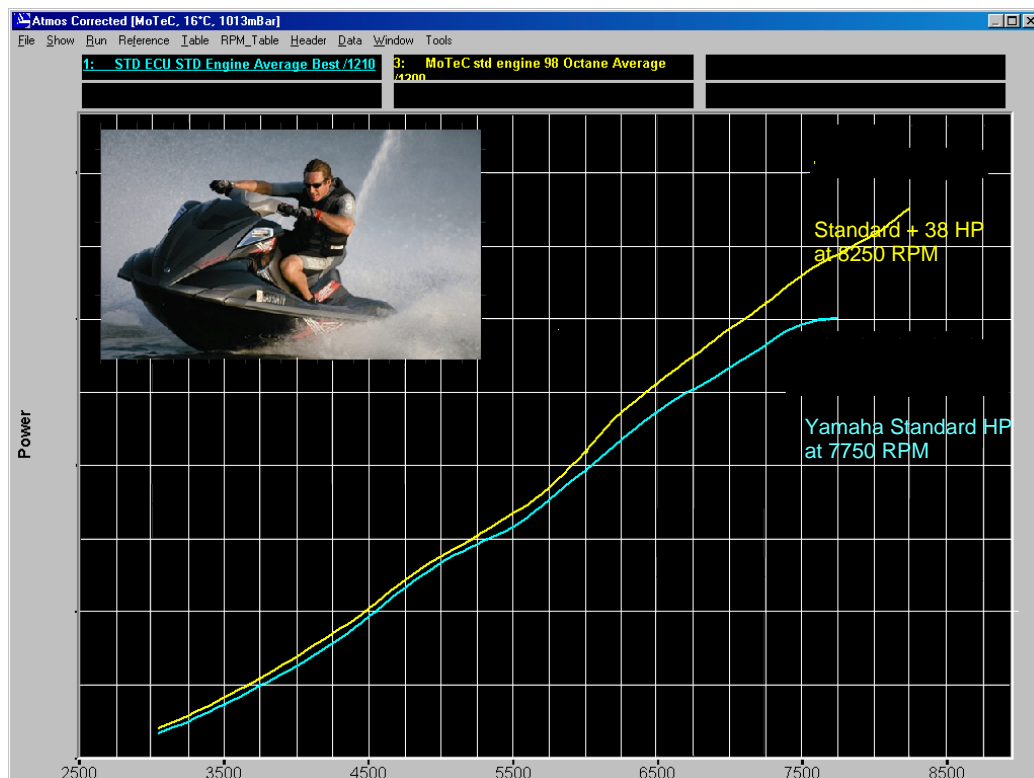 Atmos Corrected [MoTeC, 16*C, 1013mBar]
File Show Run Reference Table RPM_Table Header Data Window Tools
1: STD ECU STD Engine Average Best /1210
3: MoTeC std engine 98 Octane Average
/1200
Standard + 38 HP
at 8250 RPM
Yamaha Standard HP
at 7750 RPM
Power
2500 3500 4500 5500 6500 7500 8500